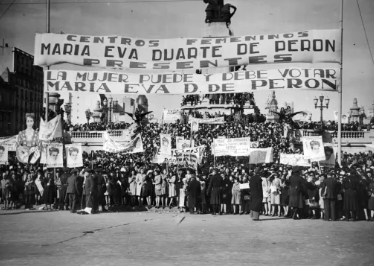 CENTROS FEMENINOS
MARIA EVA DUARTE DE PERON
PRESENTES
LA MUJER PUEDE Y DEBE VOTAR
MARIA EVA D. DE PERON